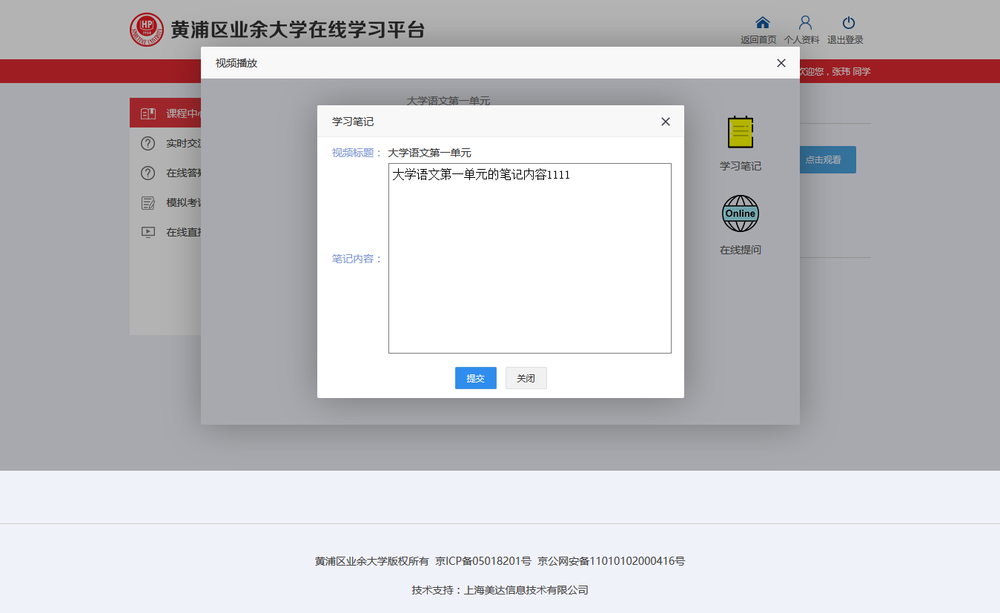 黄浦区业余大学在线学习平台
返回首页 个人资料 退出登录
视频播放
欢迎您，张玮 同学
大学语文第一单元
课程中心
学习笔记
实时交流
视频标题： 大学语文第一单元
点击观看
学习笔记
大学语文第一单元的笔记内容1111
在线答疑
模拟考试
Online
在线直播
在线提问
笔记内容：
提交 关闭
黄浦区业余大学版权所有 京ICP备05018201号 京公网安备11010102000416号
技术支持：上海美达信息技术有限公司